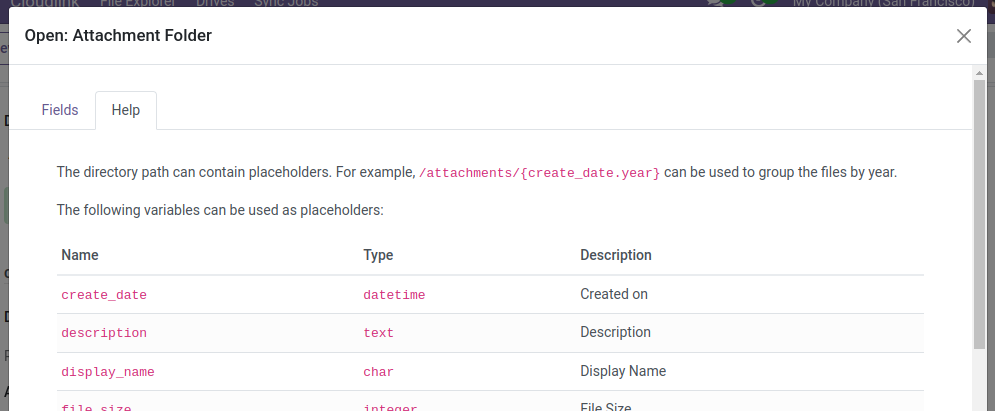 Cloudlink File Explorer Drives Sync Jobs My Company (San Francisco)
Open: Attachment Folder
Fields Help
The directory path can contain placeholders. For example, /attachments/{create_date.year} can be used to group the files by year.
The following variables can be used as placeholders:
Name Type Description
create_date datetime Created on
description text Description
display_name char Display Name
file_size integer File Size